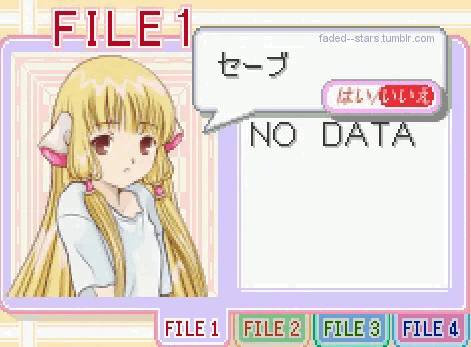 FILE 1
faded--stars.tumblr.com
セーブ
はい/いいえ
NO DATA
FILE 1 FILE 2 FILE 3 FILE 4